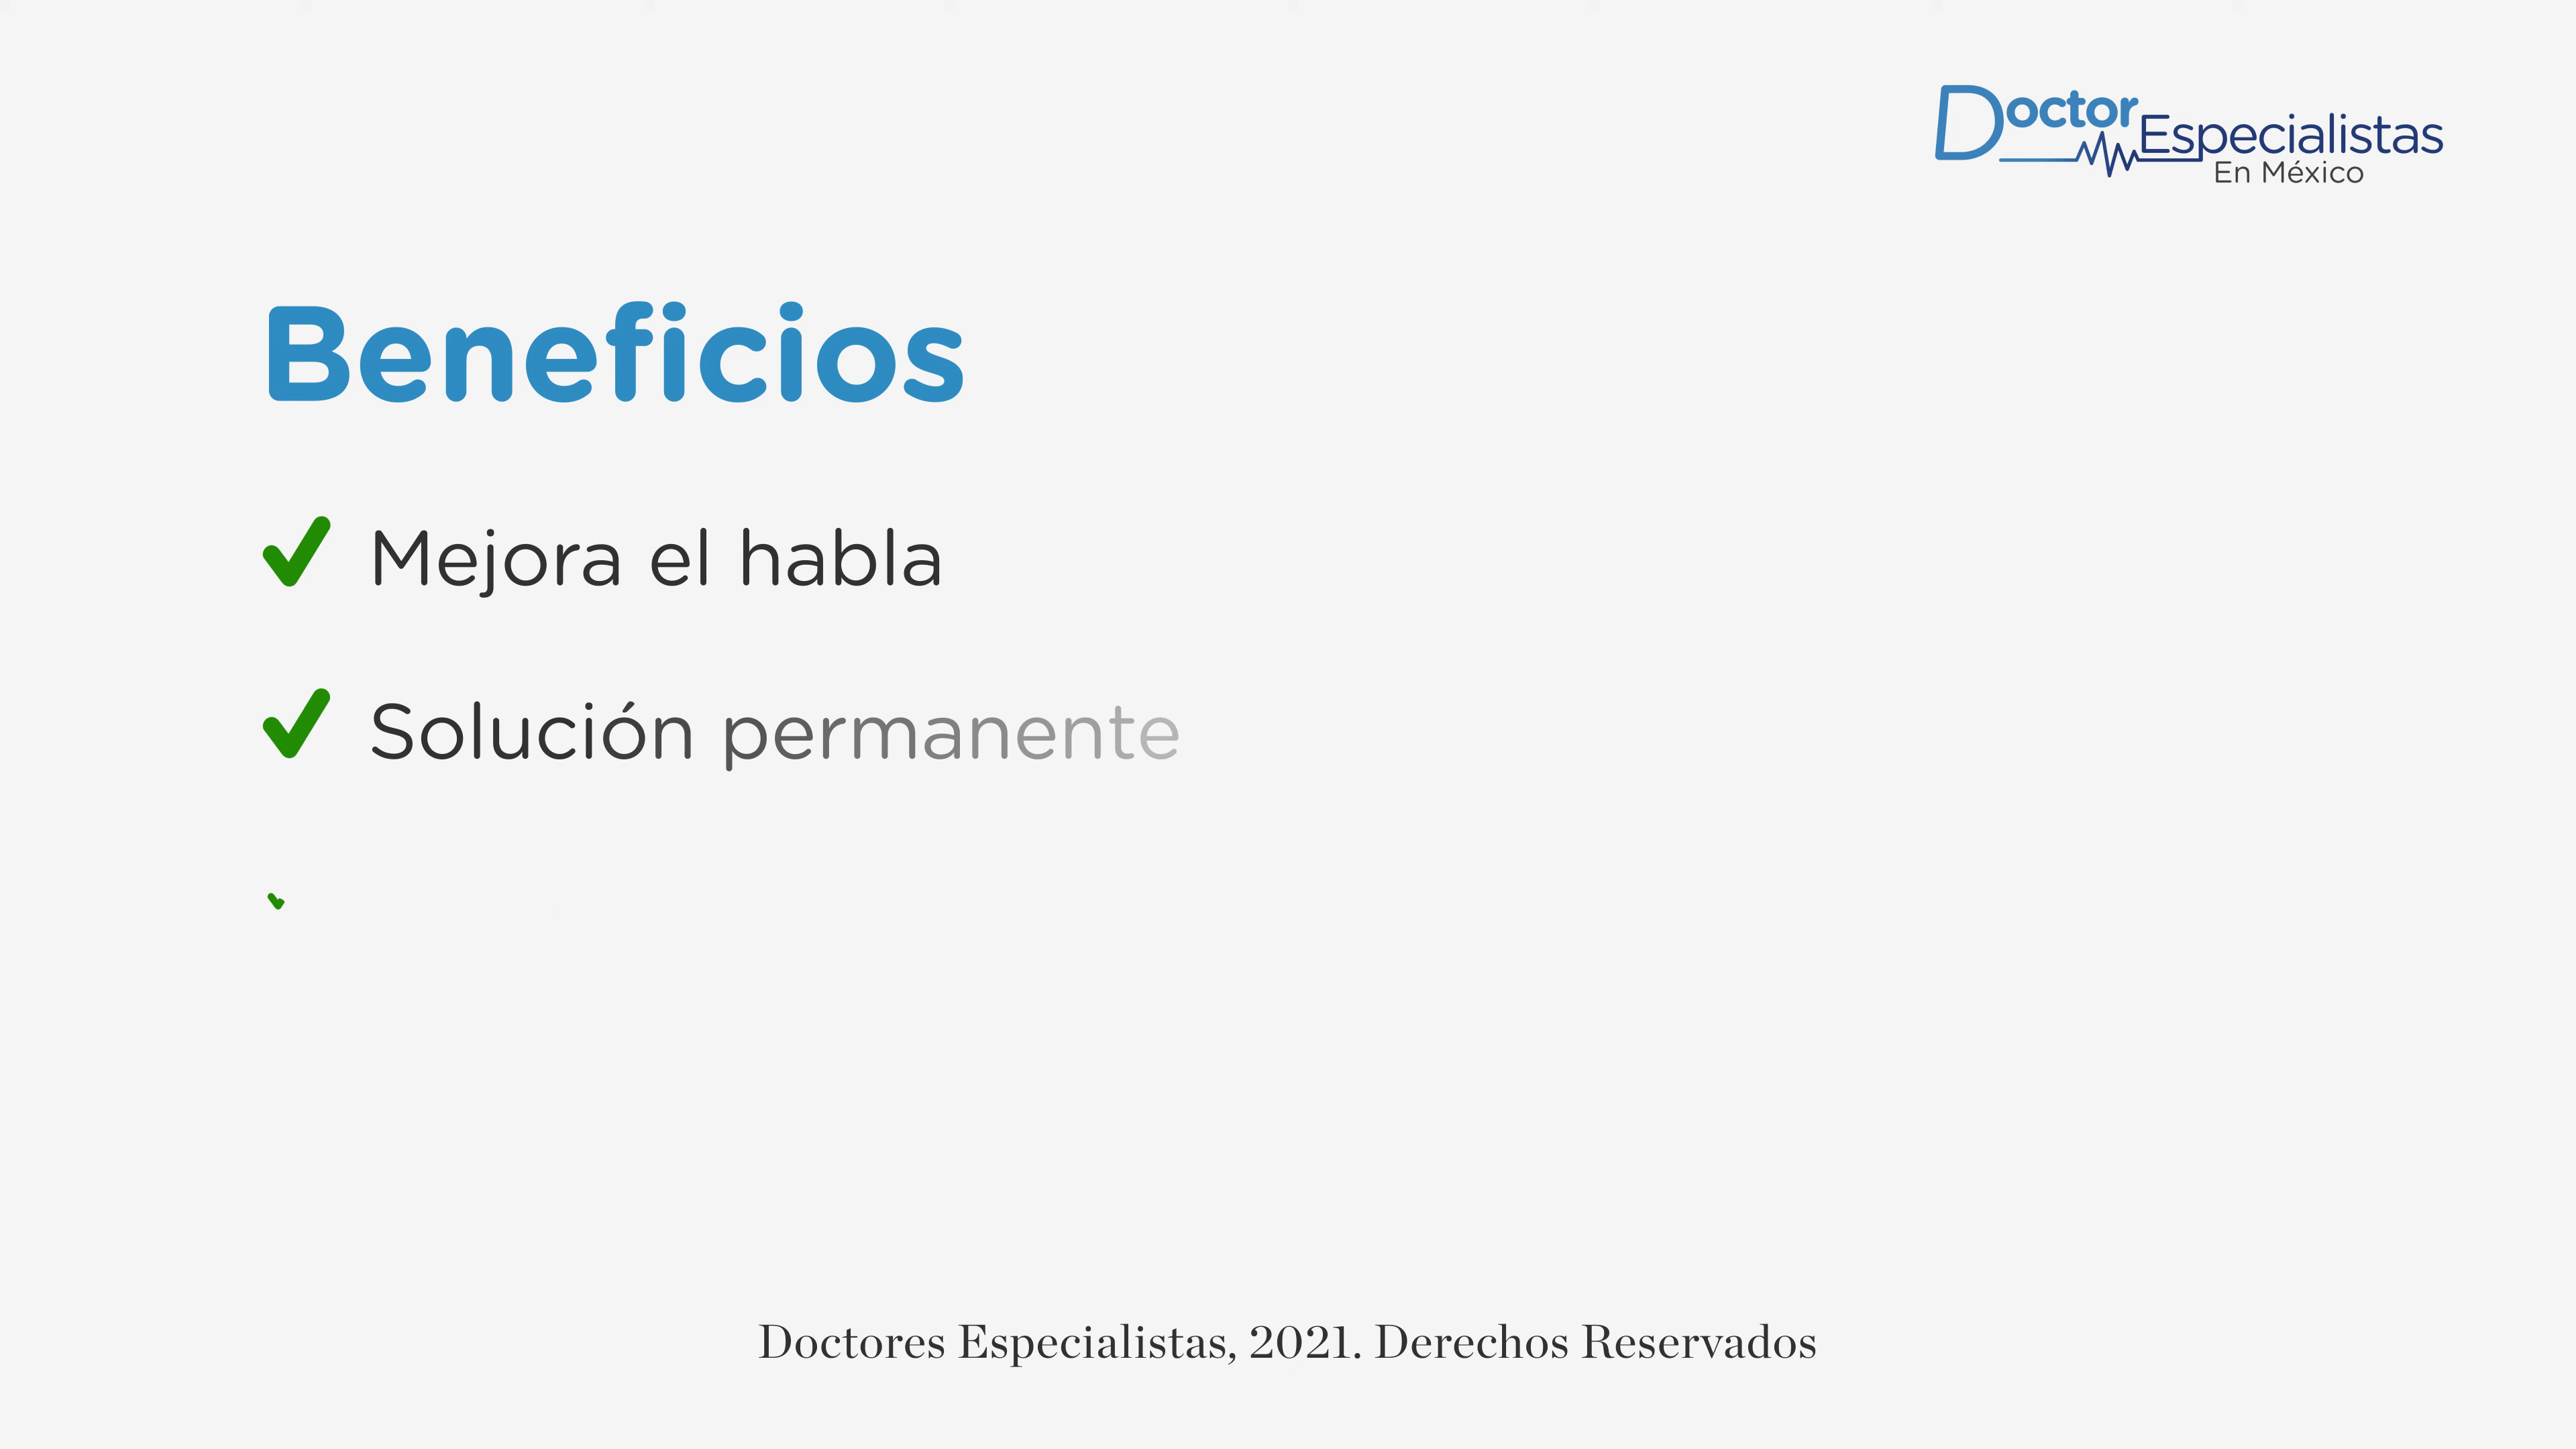 Doctor Especialistas
En México
Beneficios
Mejora el habla
Solución permanente
Doctores Especialistas, 2021. Derechos Reservados